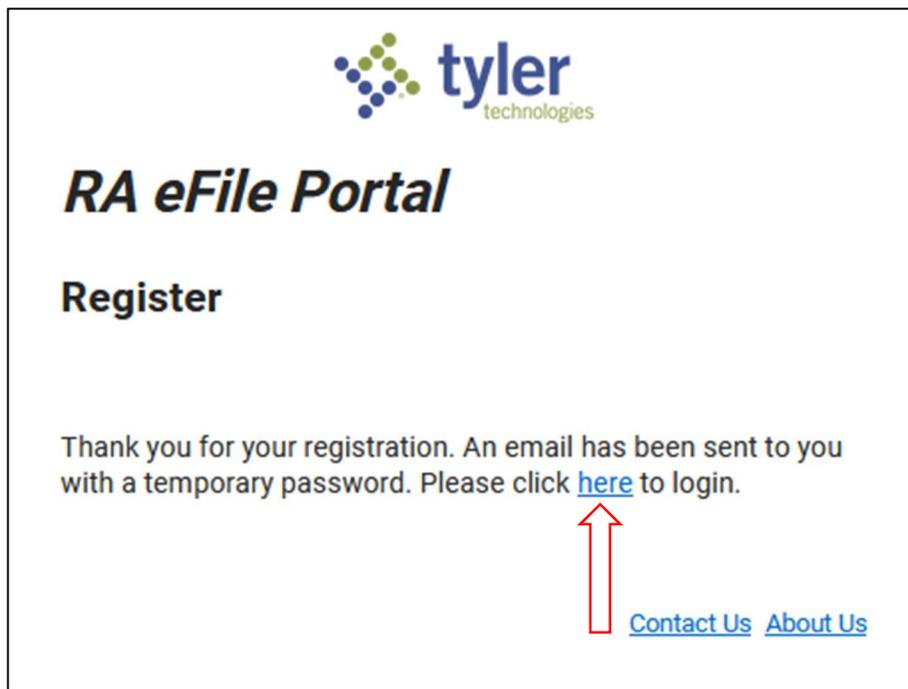 tyler
technologies
RA eFile Portal
Register
Thank you for your registration. An email has been sent to you
with a temporary password. Please click here to login.
Contact Us About Us